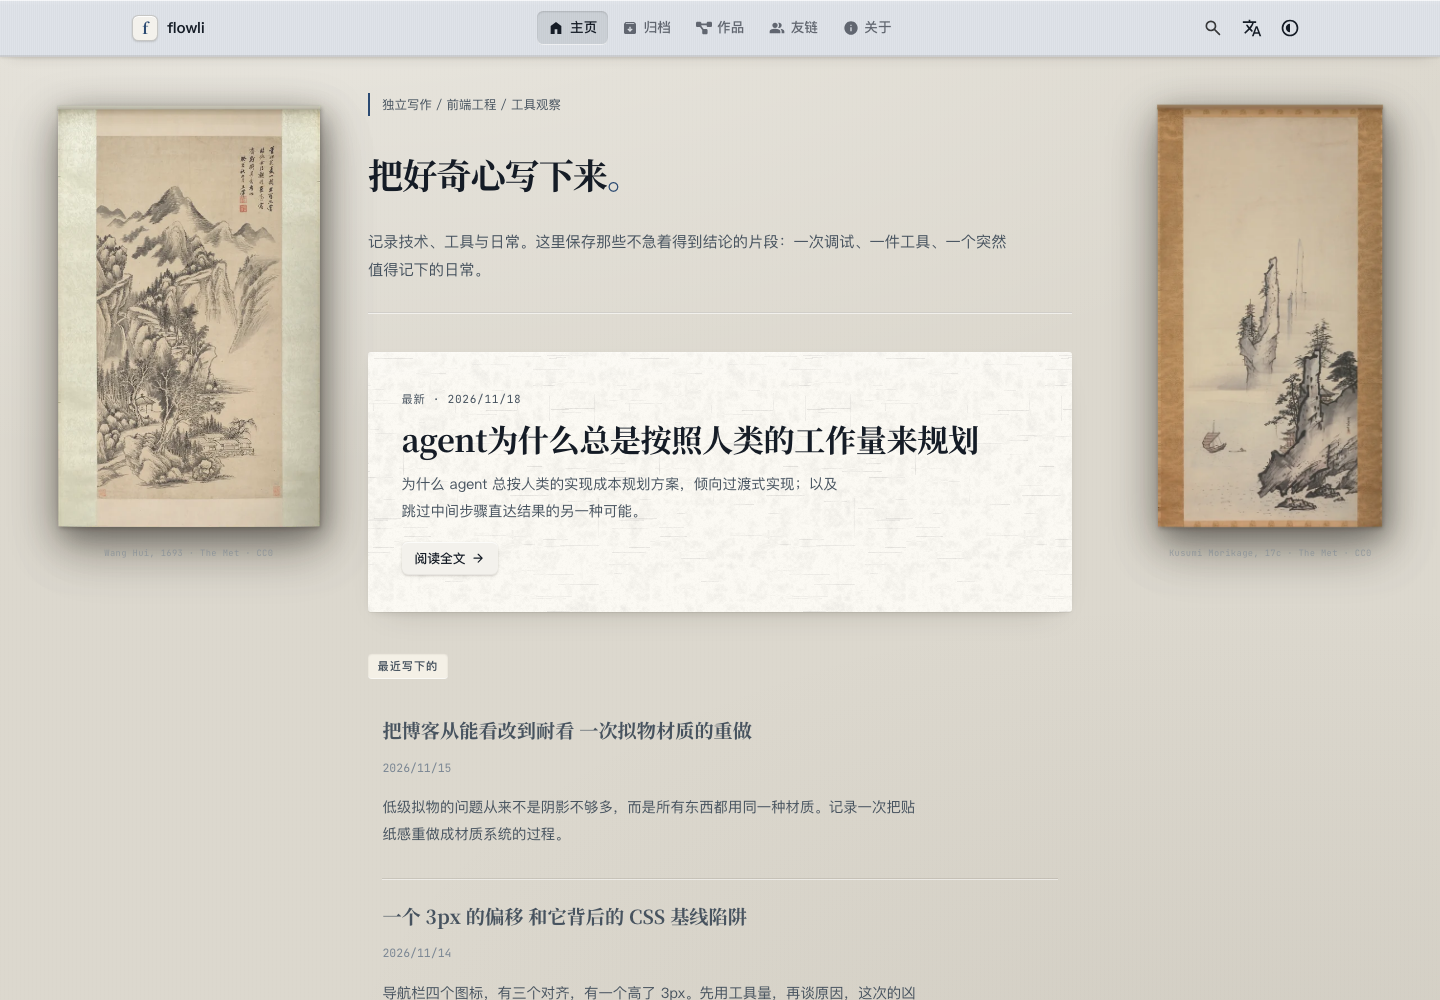 flowli
主页
归档
作品
友链
关于
独立写作 / 前端工程 / 工具观察
把好奇心写下来。
记录技术、工具与日常。这里保存那些不急着得到结论的片段：一次调试、一件工具、一个突然
值得记下的日常。
最新 · 2026/11/18
agent为什么总是按照人类的工作量来规划
为什么 agent 总按人类的实现成本规划方案，倾向过渡式实现；以及
跳过中间步骤直达结果的另一种可能。
阅读全文 →
Wang Hui, 1693 · The Met · CC0
Kusumi Morikage, 17c · The Met · CC0
最近写下的
把博客从能看改到耐看 一次拟物材质的重做
2026/11/15
低级拟物的问题从来不是阴影不够多，而是所有东西都用同一种材质。记录一次把贴
纸感重做成材质系统的过程。
一个 3px 的偏移 和它背后的 CSS 基线陷阱
2026/11/14
导航栏四个图标，有三个对齐，有一个高了 3px。先用工具量，再谈原因，这次的凶